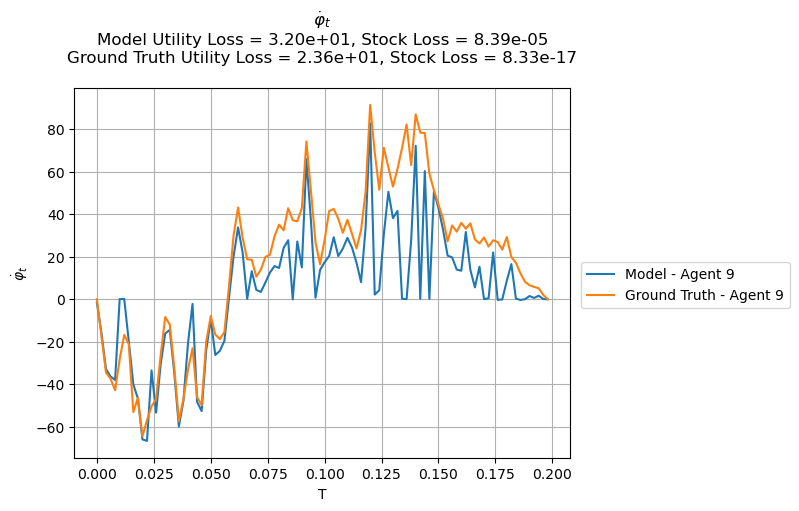 φ̇ₜ
Model Utility Loss = 3.20e+01, Stock Loss = 8.39e-05
Ground Truth Utility Loss = 2.36e+01, Stock Loss = 8.33e-17
80
60
40
20
0
−20
−40
−60
φ̇ₜ
0.000 0.025 0.050 0.075 0.100 0.125 0.150 0.175 0.200
T
Model - Agent 9
Ground Truth - Agent 9